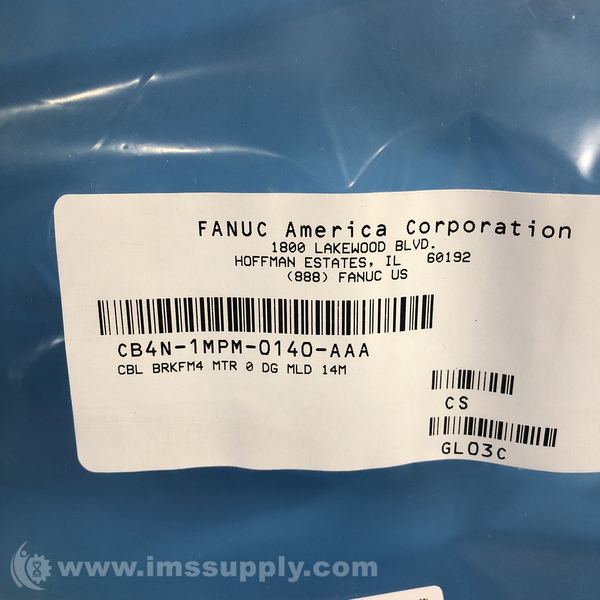 FANUC America Corporation
1800 LAKEWOOD BLVD.
HOFFMAN ESTATES, IL 60192
(888) FANUC US
CB4N-1MPM-0140-AAA
CBL BRKFM4 MTR 0 DG MLD 14M
CS
GL03C
www.imssupply.com